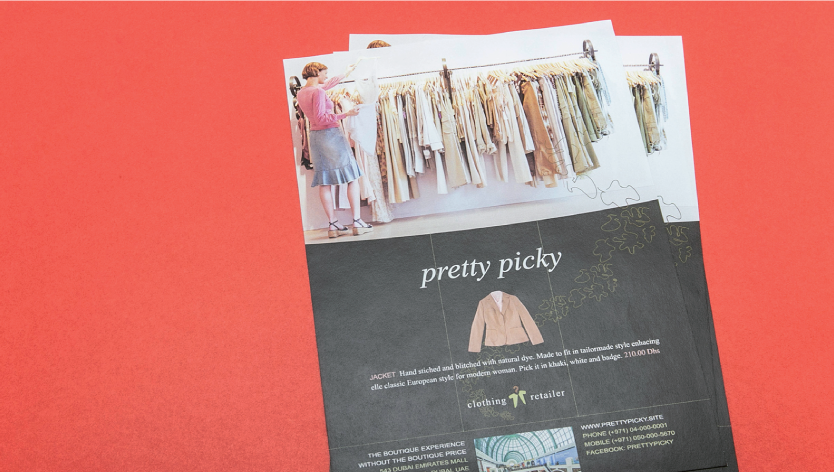 pretty picky
JACKET Hand stiched and blitched with natural dye. Made to fit in tailormade style enhacing
elle classic European style for modern woman. Pick it in khaki, white and badge. 210.00 Dhs
clothing retailer
THE BOUTIQUE EXPERIENCE
WITHOUT THE BOUTIQUE PRICE
543 DUBAI EMIRATES MALL
DUBAI, UAE
WWW.PRETTYPICKY.SITE
PHONE (+971) 04-000-0001
MOBILE (+971) 050-000-5670
FACEBOOK: PRETTYPICKY